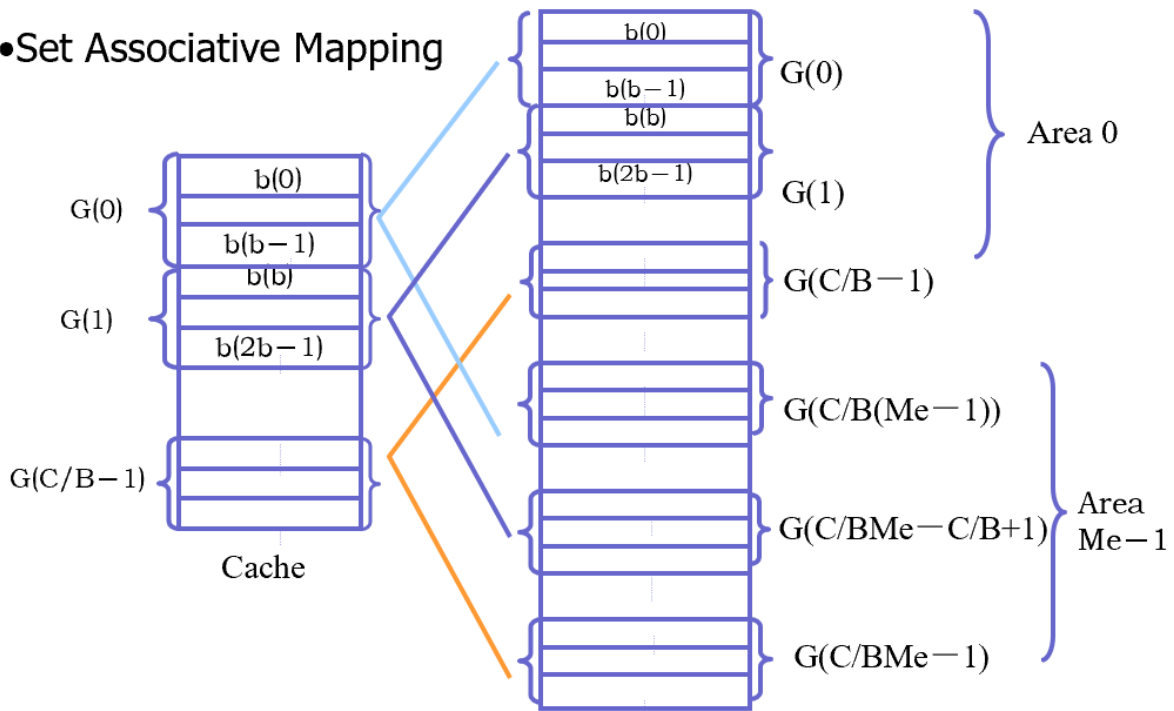 •Set Associative Mapping
G(0)
b(0)
b(b−1)
G(1)
b(b)
b(2b−1)
G(C/B−1)
Cache
b(0)
b(b−1)
G(0)
b(b)
b(2b−1)
G(1)
G(C/B−1)
Area 0
G(C/B(Me−1))
G(C/BMe−C/B+1)
G(C/BMe−1)
Area
Me−1